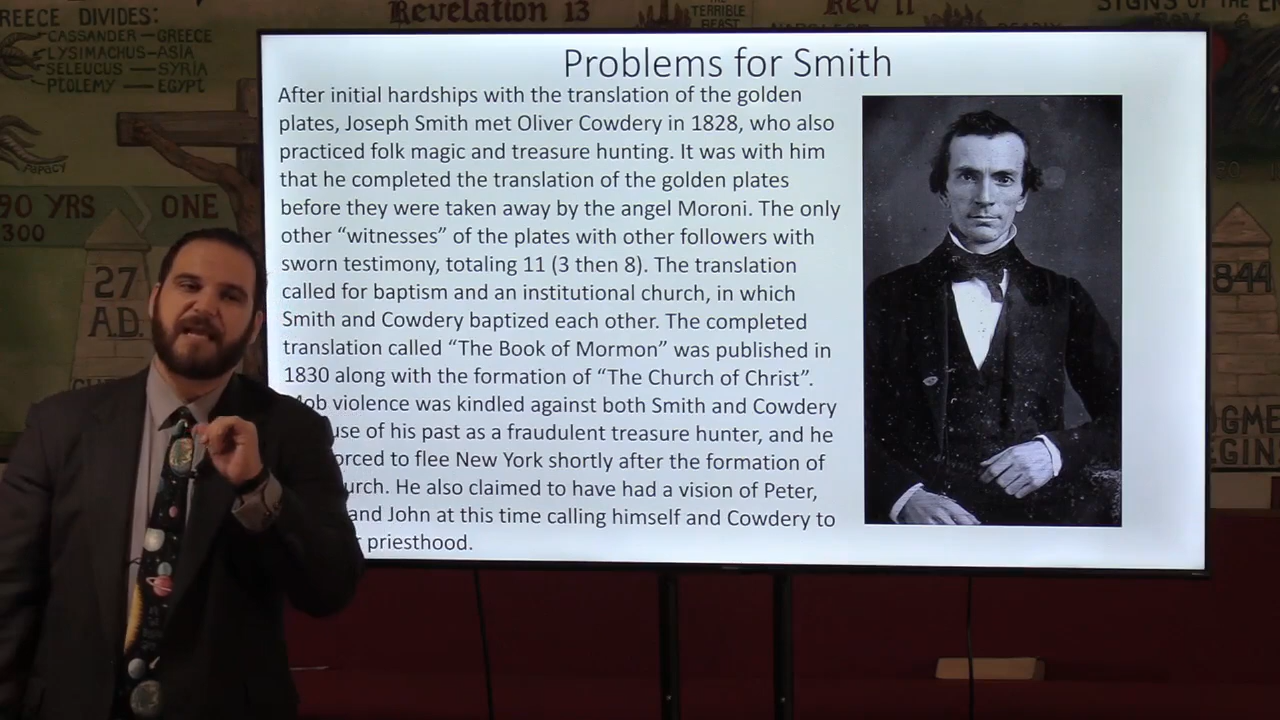 REECE DIVIDES:
CASSANDER—GREECE
LYSIMACHUS—ASIA
SELEUCUS — SYRIA
PTOLEMY — EGYPT
Revelation 13
THE
TERRIBLE
BEAST
Rev 11
SIGNS OF THE
90 YRS
ONE
300
27
A.D.
844
GME
EGIN
Problems for Smith
After initial hardships with the translation of the golden
plates, Joseph Smith met Oliver Cowdery in 1828, who also
practiced folk magic and treasure hunting. It was with him
that he completed the translation of the golden plates
before they were taken away by the angel Moroni. The only
other “witnesses” of the plates with other followers with
sworn testimony, totaling 11 (3 then 8). The translation
called for baptism and an institutional church, in which
Smith and Cowdery baptized each other. The completed
translation called “The Book of Mormon” was published in
1830 along with the formation of “The Church of Christ”.
Mob violence was kindled against both Smith and Cowdery
use of his past as a fraudulent treasure hunter, and he
orced to flee New York shortly after the formation of
urch. He also claimed to have had a vision of Peter,
and John at this time calling himself and Cowdery to
priesthood.